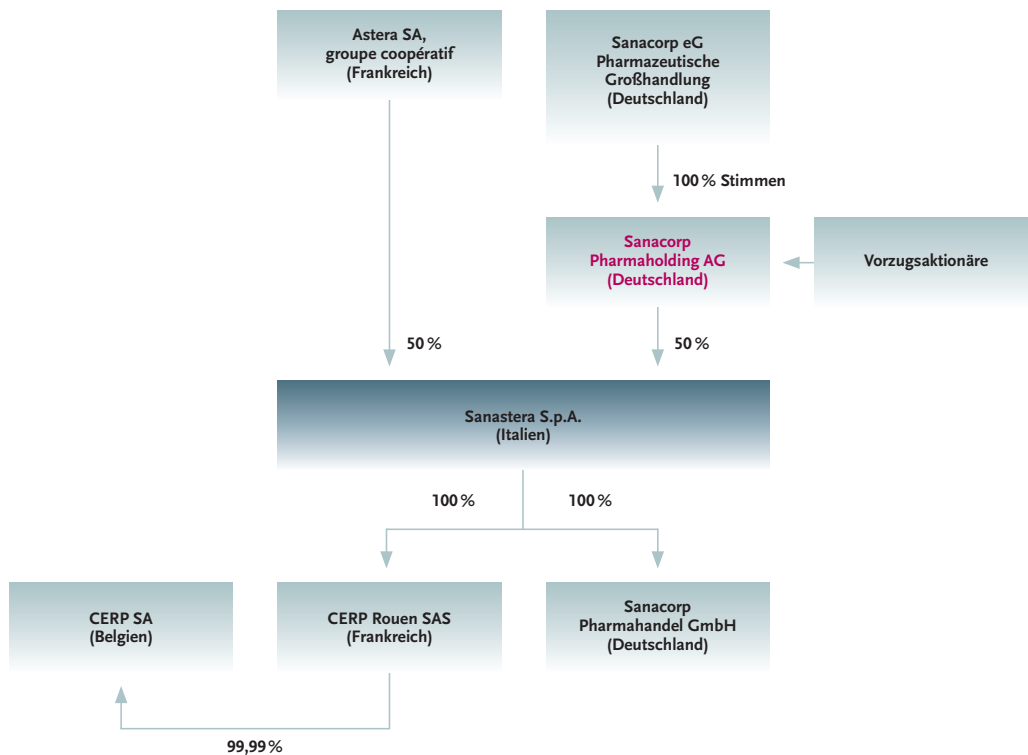 Astera SA,
groupe coopératif
(Frankreich)
Sanacorp eG
Pharmazeutische
Großhandlung
(Deutschland)
100 % Stimmen
Sanacorp
Pharmaholding AG
(Deutschland)
Vorzugsaktionäre
50 %
50 %
Sanastera S.p.A.
(Italien)
100 %
100 %
CERP SA
(Belgien)
CERP Rouen SAS
(Frankreich)
Sanacorp
Pharmahandel GmbH
(Deutschland)
99,99 %